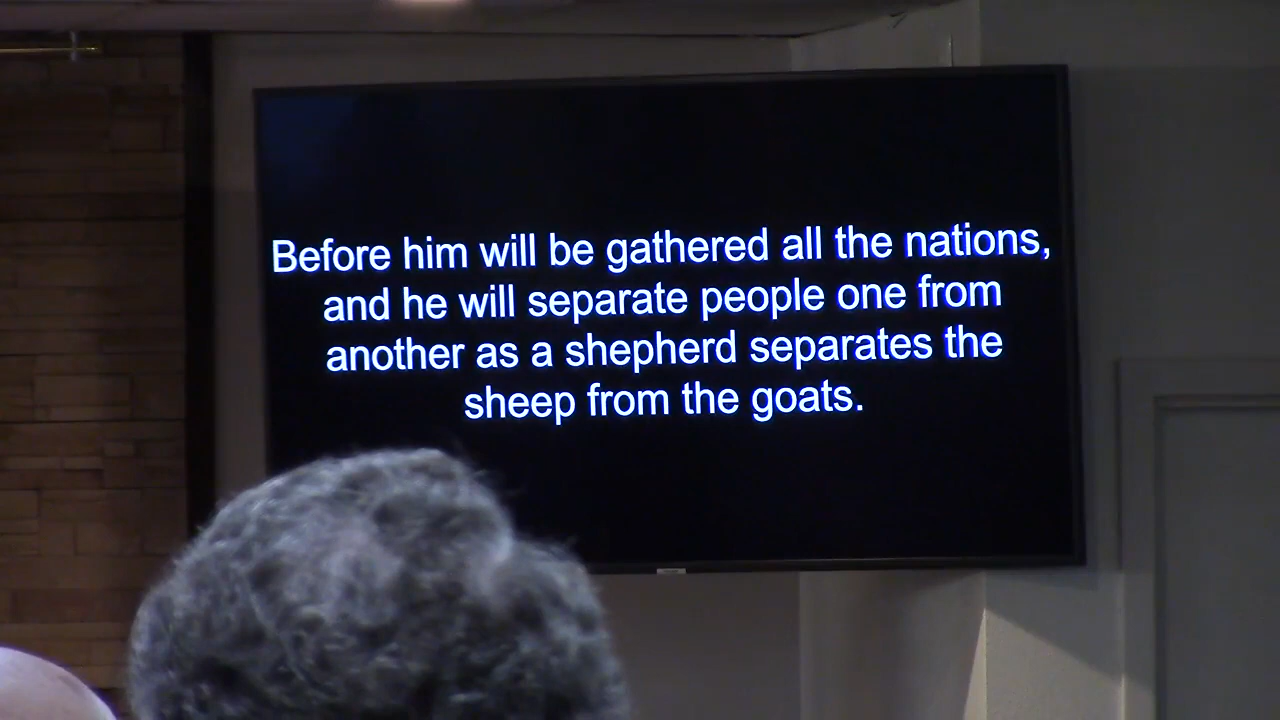 Before him will be gathered all the nations,
and he will separate people one from
another as a shepherd separates the
sheep from the goats.